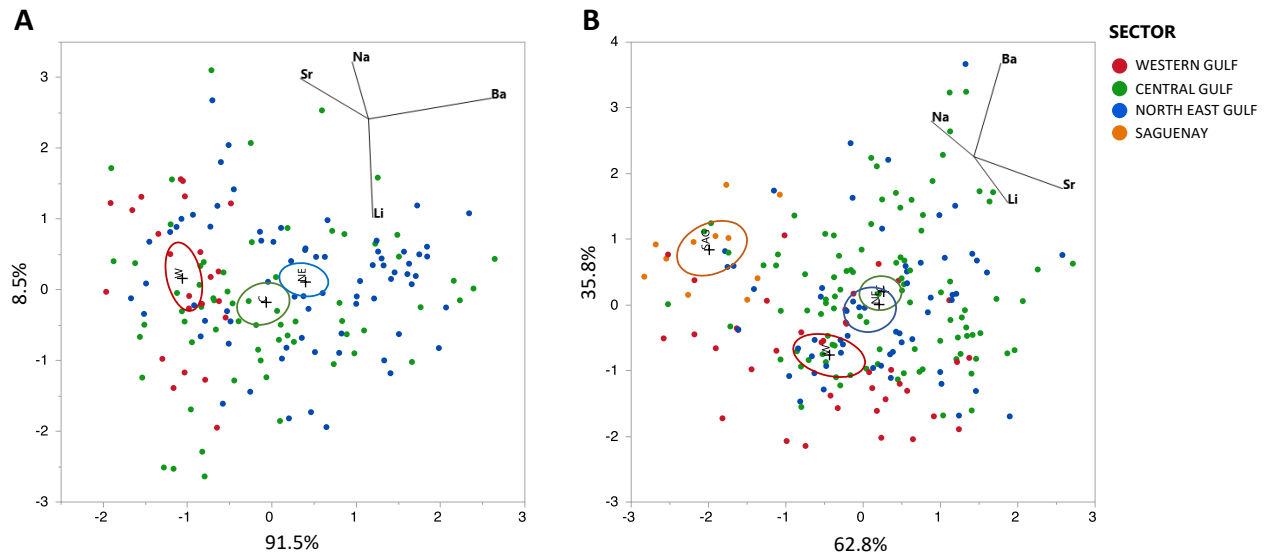 A
B
SECTOR
WESTERN GULF
CENTRAL GULF
NORTH EAST GULF
SAGUENAY
3
2
1
0
-1
-2
-3
8.5%
-2
-1
0
1
2
3
91.5%
Na
Sr
Ba
Li
W
C
NE
4
3
2
1
0
-1
-2
-3
35.8%
-3
-2
-1
0
1
2
3
62.8%
Ba
Na
Sr
Li
SAG
NE
W